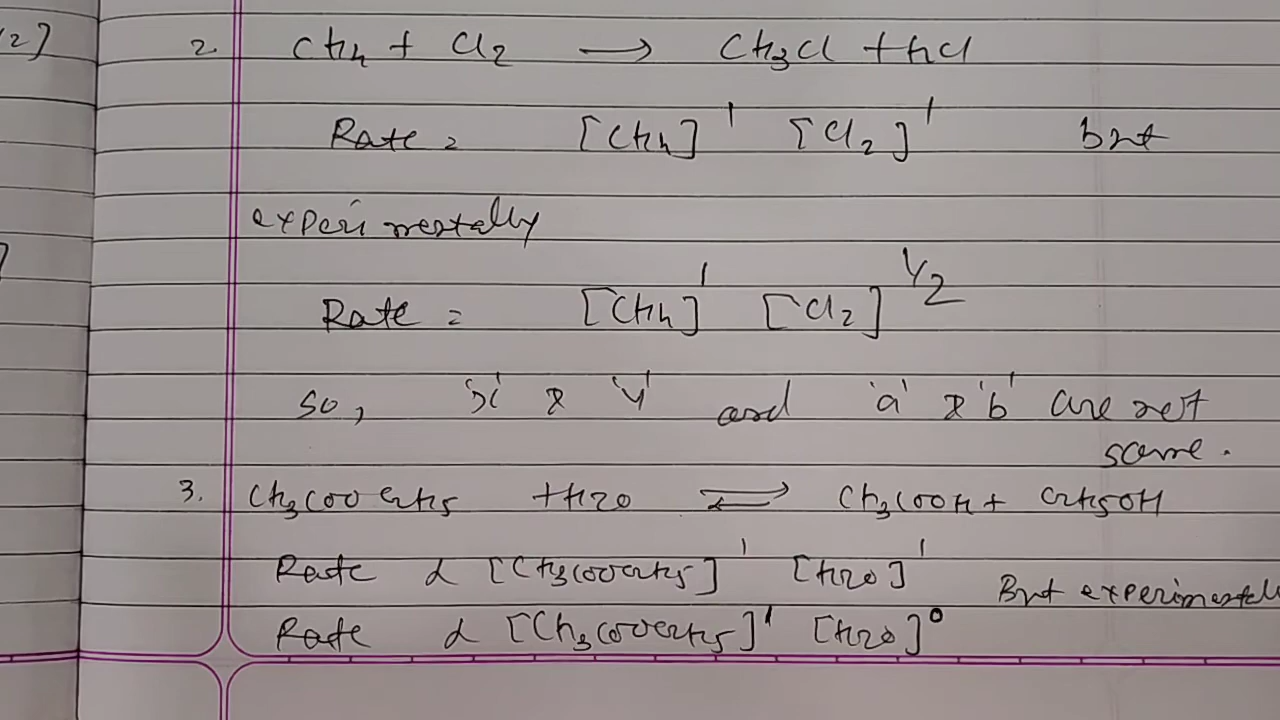 12)
2. CH4 + Cl2 → CH3Cl + HCl
Rate = [CH4]¹ [Cl2]¹ but
experimentally
Rate = [CH4]¹ [Cl2]^1/2
so, 'x' & 'y' and 'a' & 'b' are not
same.
3. CH3COOC2H5 + H2O ⇌ CH3COOH + C2H5OH
Rate α [CH3COOC2H5]¹ [H2O]¹ But experimentall
Rate α [CH3COOC2H5]¹ [H2O]⁰